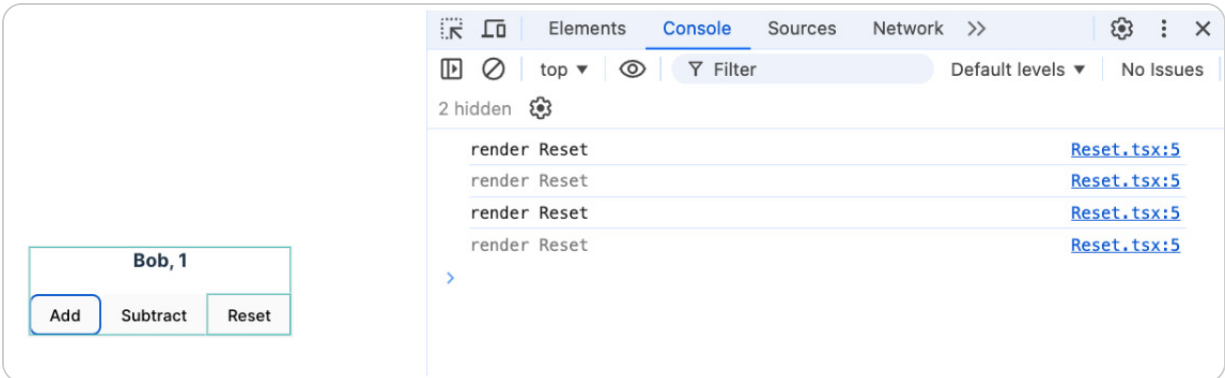 Elements Console Sources Network >>
top ▼ Filter Default levels ▼ No Issues
2 hidden
render Reset Reset.tsx:5
render Reset Reset.tsx:5
render Reset Reset.tsx:5
render Reset Reset.tsx:5
>
Bob, 1
Add Subtract Reset